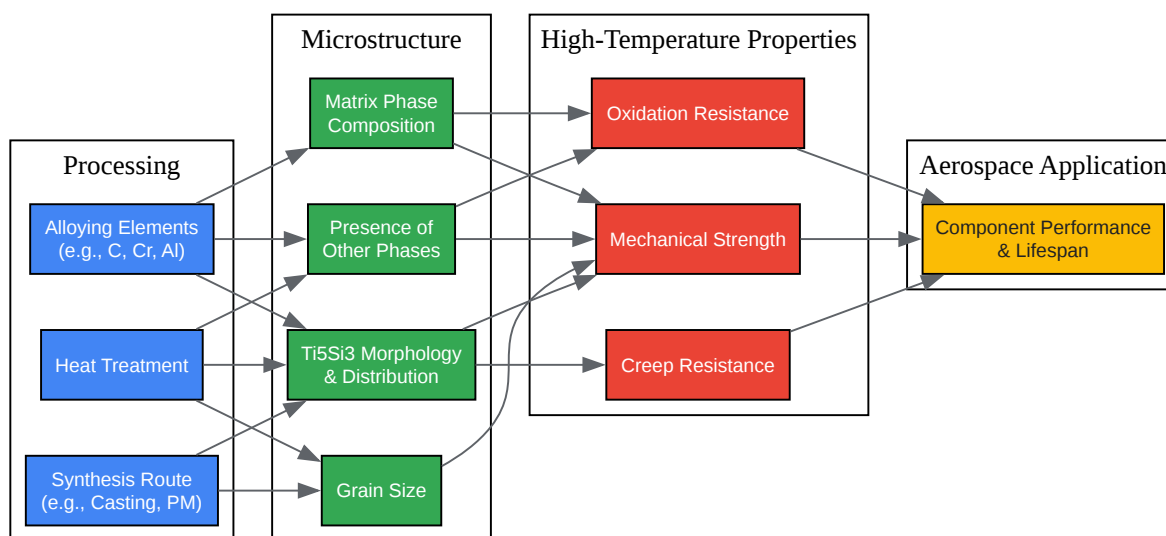 Processing
Alloying Elements
(e.g., C, Cr, Al)
Heat Treatment
Synthesis Route
(e.g., Casting, PM)
Microstructure
Matrix Phase
Composition
Presence of
Other Phases
Ti5Si3 Morphology
& Distribution
Grain Size
High-Temperature Properties
Oxidation Resistance
Mechanical Strength
Creep Resistance
Aerospace Application
Component Performance
& Lifespan